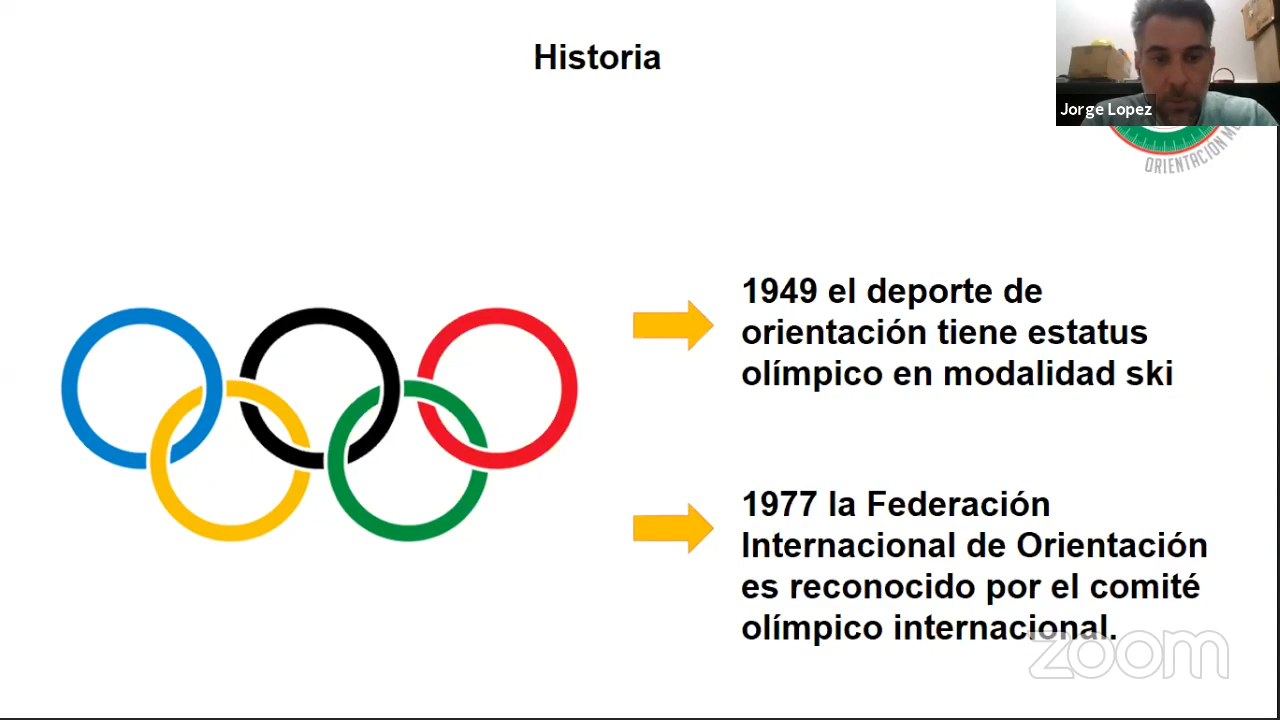 Historia
Jorge Lopez
ORIENTACIÓN
1949 el deporte de
orientación tiene estatus
olímpico en modalidad ski
1977 la Federación
Internacional de Orientación
es reconocido por el comité
olímpico internacional.
zoom